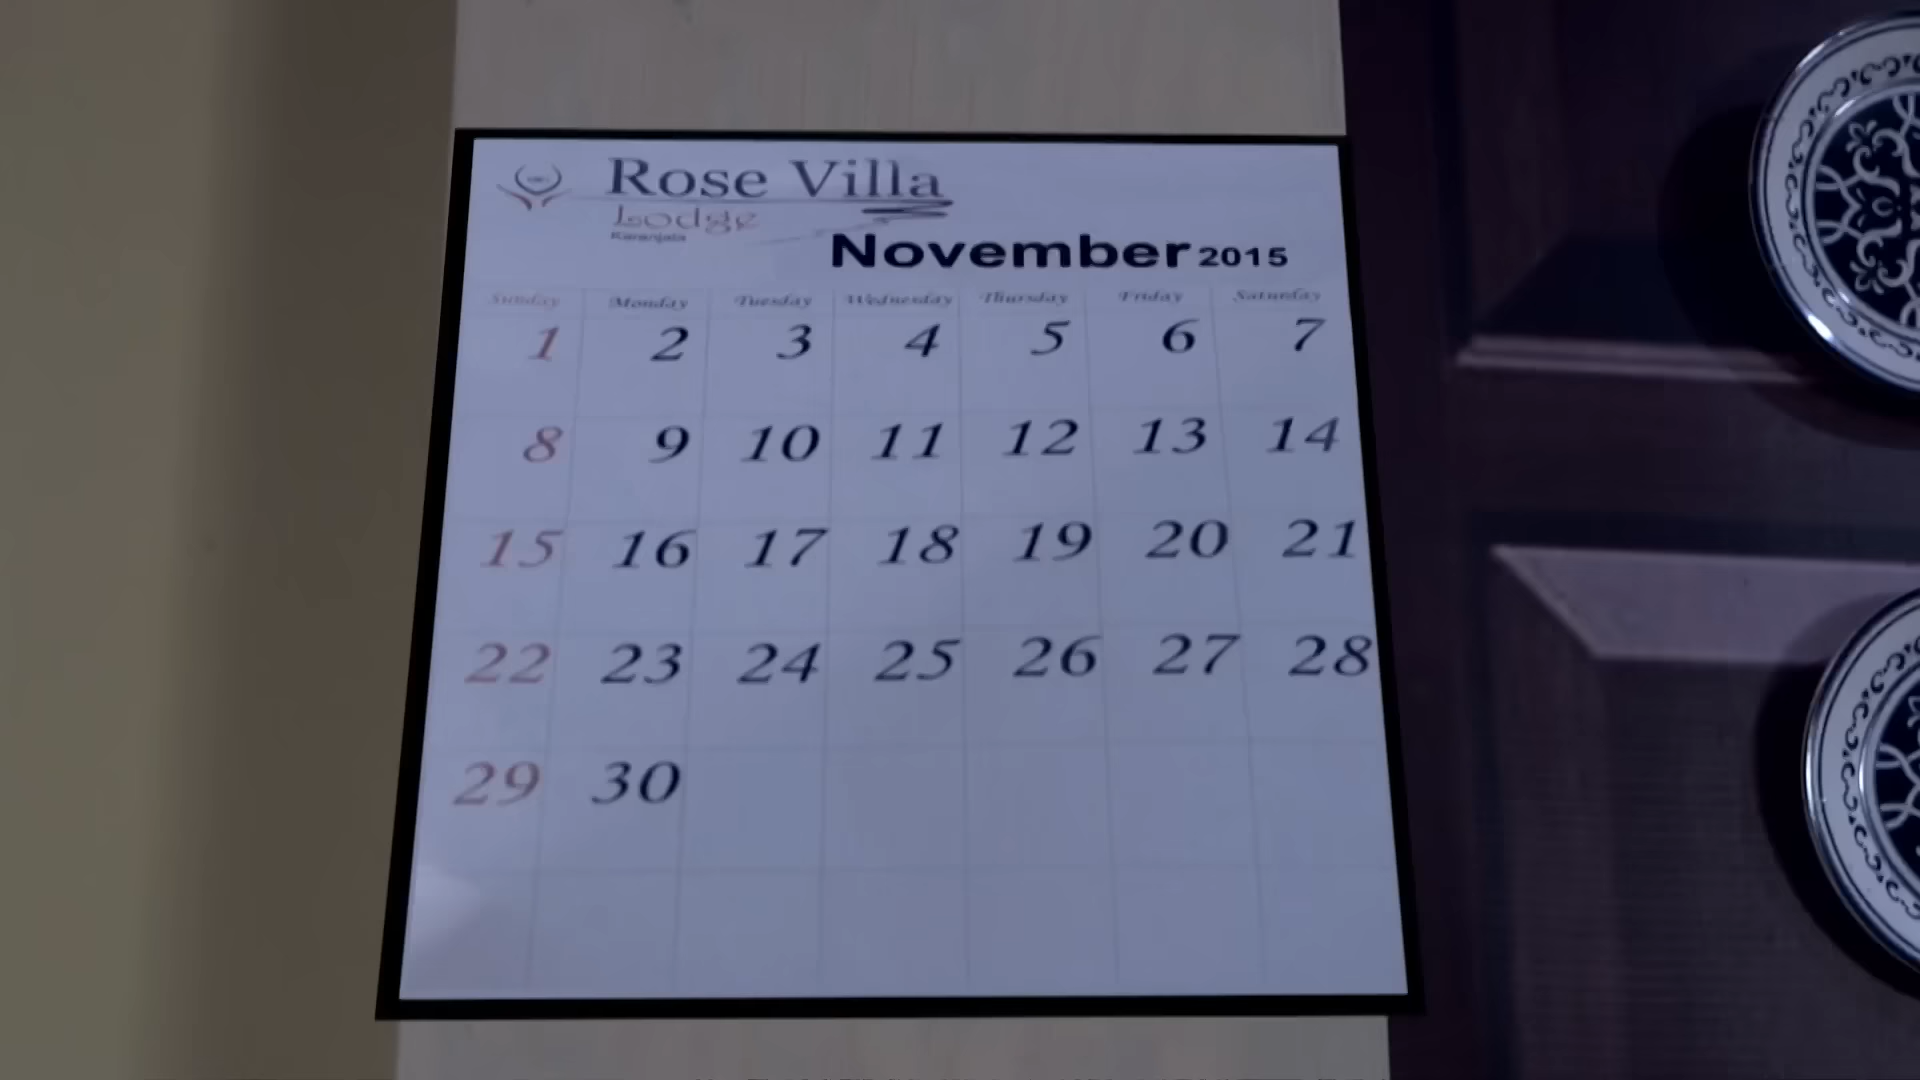 Rose Villa
Lodge
Karanjala
November 2015
Sunday Monday Tuesday Wednesday Thursday Friday Saturday
1 2 3 4 5 6 7
8 9 10 11 12 13 14
15 16 17 18 19 20 21
22 23 24 25 26 27 28
29 30